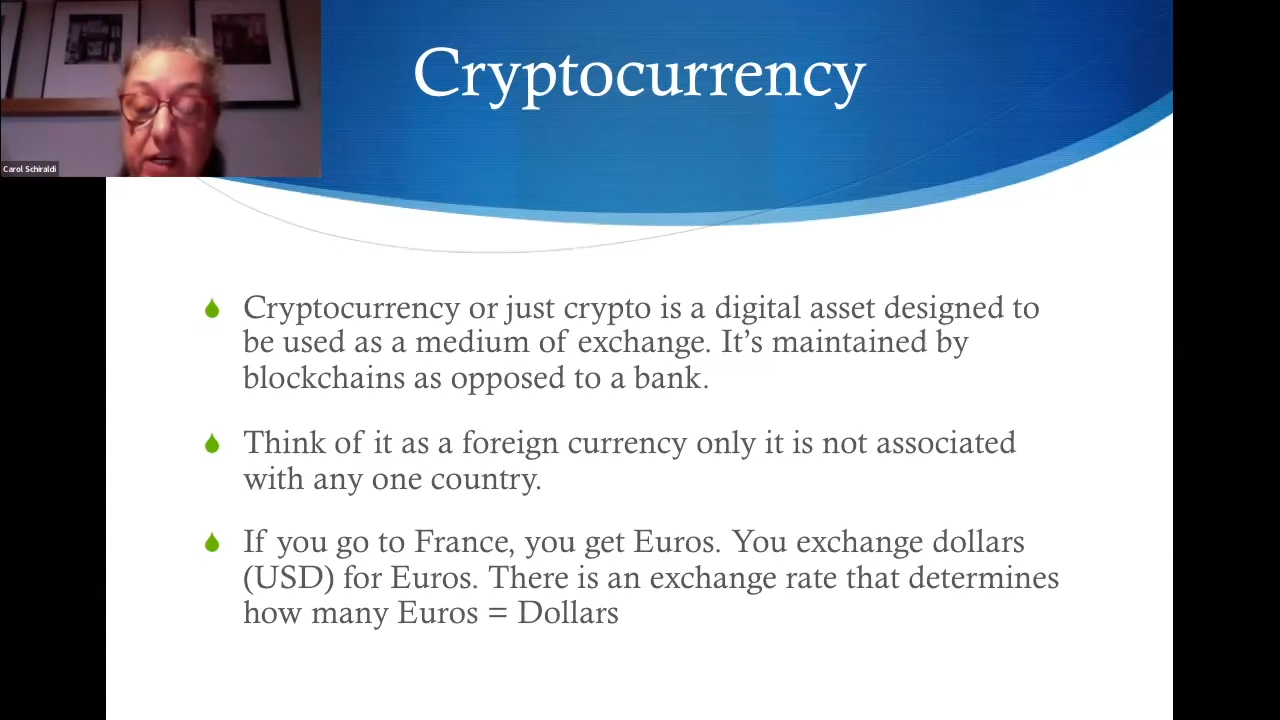 Cryptocurrency
Carol Schiraldi
Cryptocurrency or just crypto is a digital asset designed to
be used as a medium of exchange. It’s maintained by
blockchains as opposed to a bank.
Think of it as a foreign currency only it is not associated
with any one country.
If you go to France, you get Euros. You exchange dollars
(USD) for Euros. There is an exchange rate that determines
how many Euros = Dollars